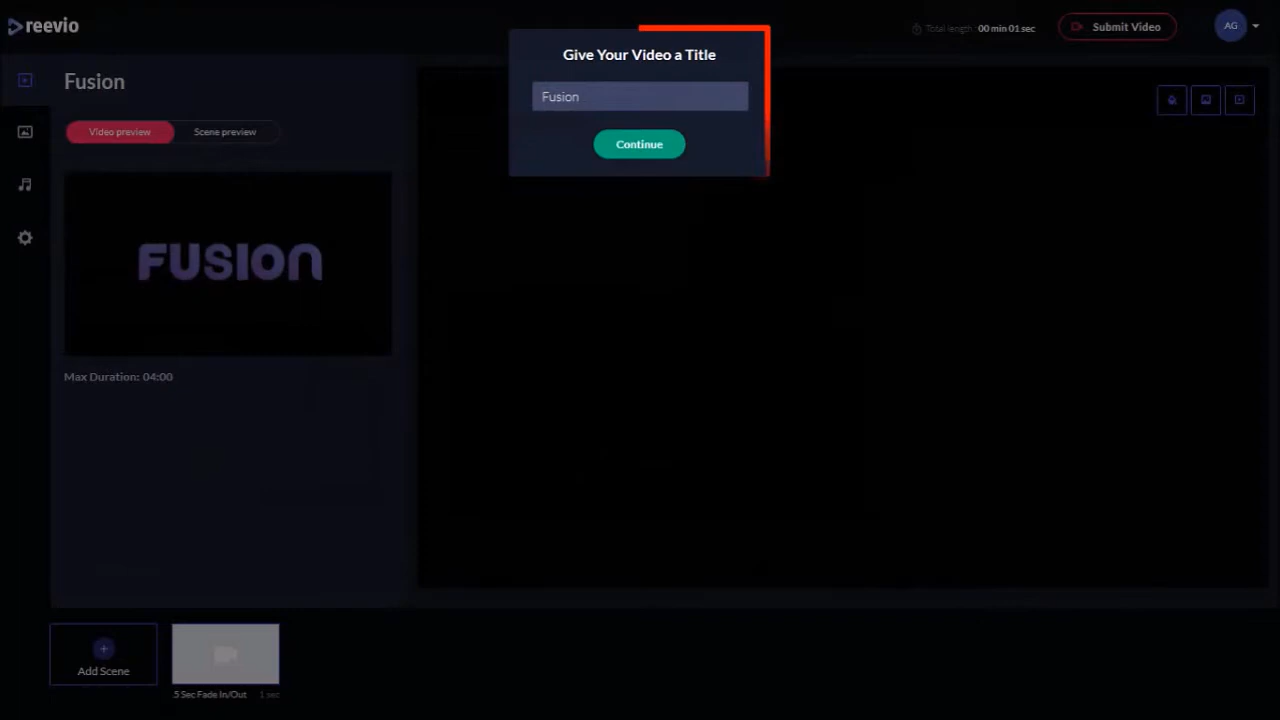 reevio
Total length: 00 min 01 sec
Submit Video
AG
Give Your Video a Title
Fusion
Continue
Fusion
Video preview
Scene preview
FUSION
Max Duration: 04:00
Add Scene
.5 Sec Fade In/Out 1 sec